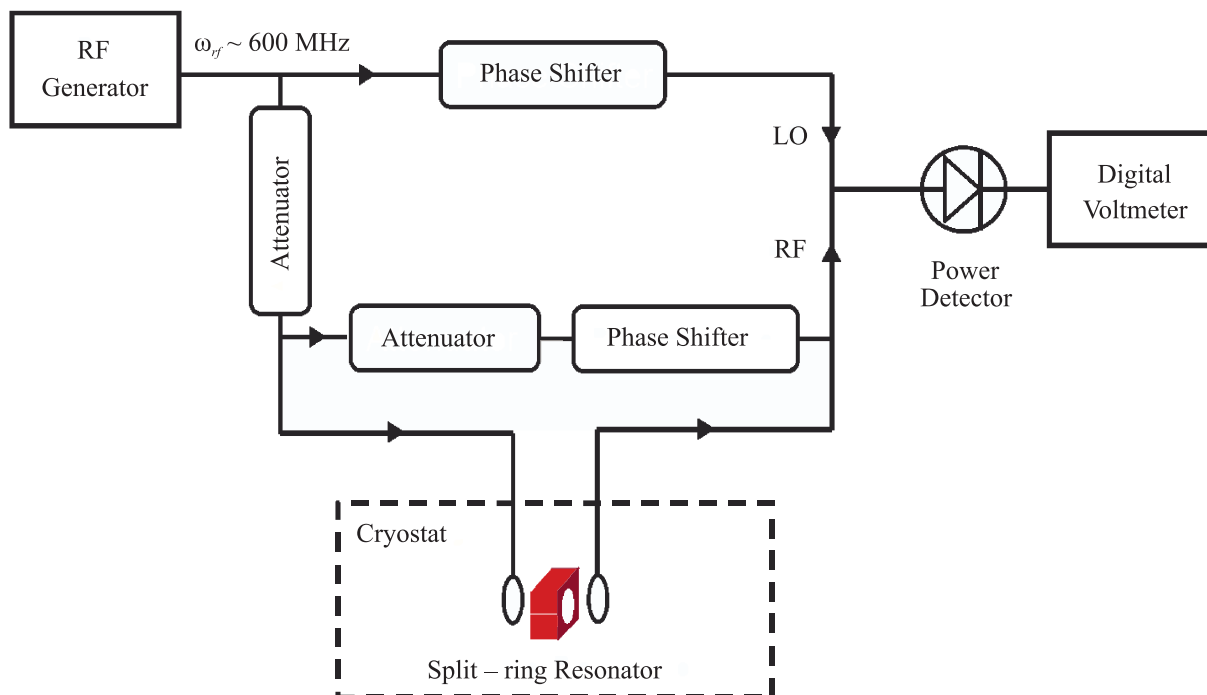 RF
Generator
ω_rf ~ 600 MHz
Phase Shifter
Attenuator
LO
RF
Digital
Voltmeter
Power
Detector
Attenuator
Phase Shifter
Cryostat
Split – ring Resonator